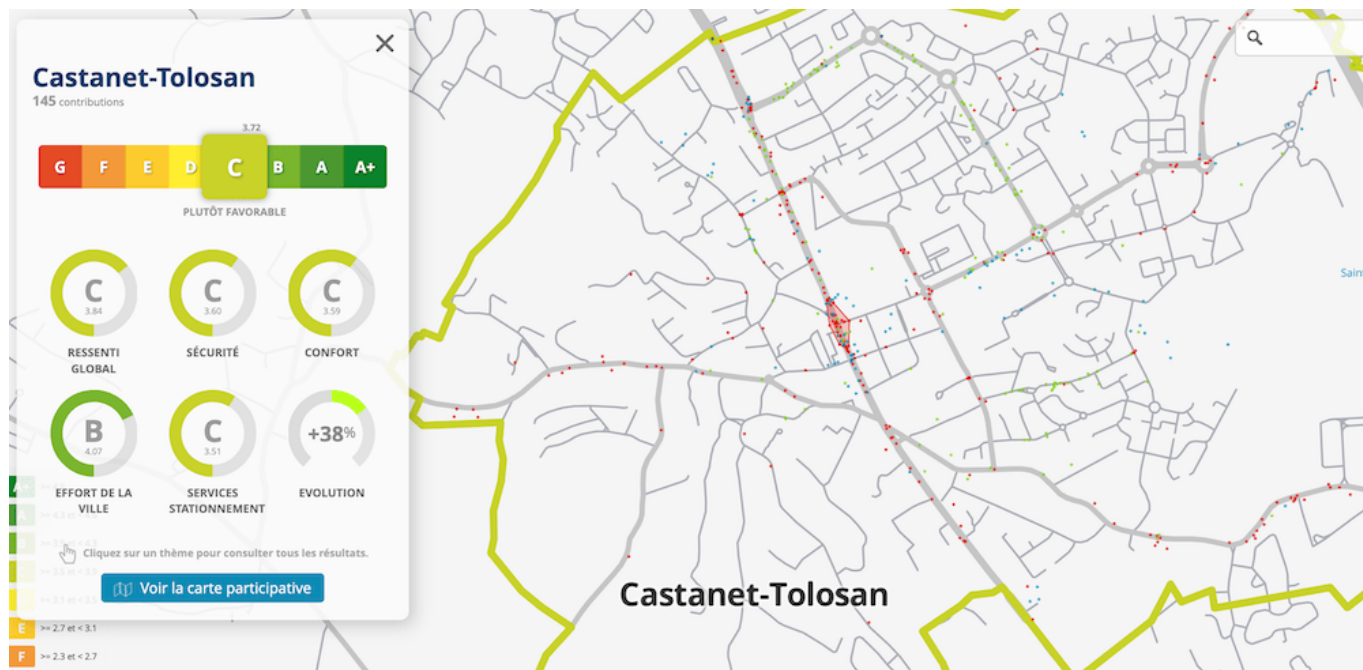 Castanet-Tolosan
145 contributions
3.72
G F E D C B A A+
PLUTÔT FAVORABLE
C C C
3.84 3.60 3.59
RESSENTI GLOBAL
SÉCURITÉ
CONFORT
B C +38%
4.07 3.51
EFFORT DE LA VILLE
SERVICES STATIONNEMENT
EVOLUTION
Cliquez sur un thème pour consulter tous les résultats.
Voir la carte participative
E >= 2.7 et < 3.1
F >= 2.3 et < 2.7
Castanet-Tolosan